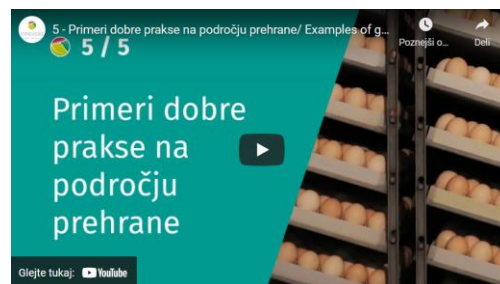 5 - Primeri dobre prakse na področju prehrane/ Examples of g...
Poznejši o...
Deli
5 / 5
Primeri dobre
prakse na
področju
prehrane
Glejte tukaj: YouTube